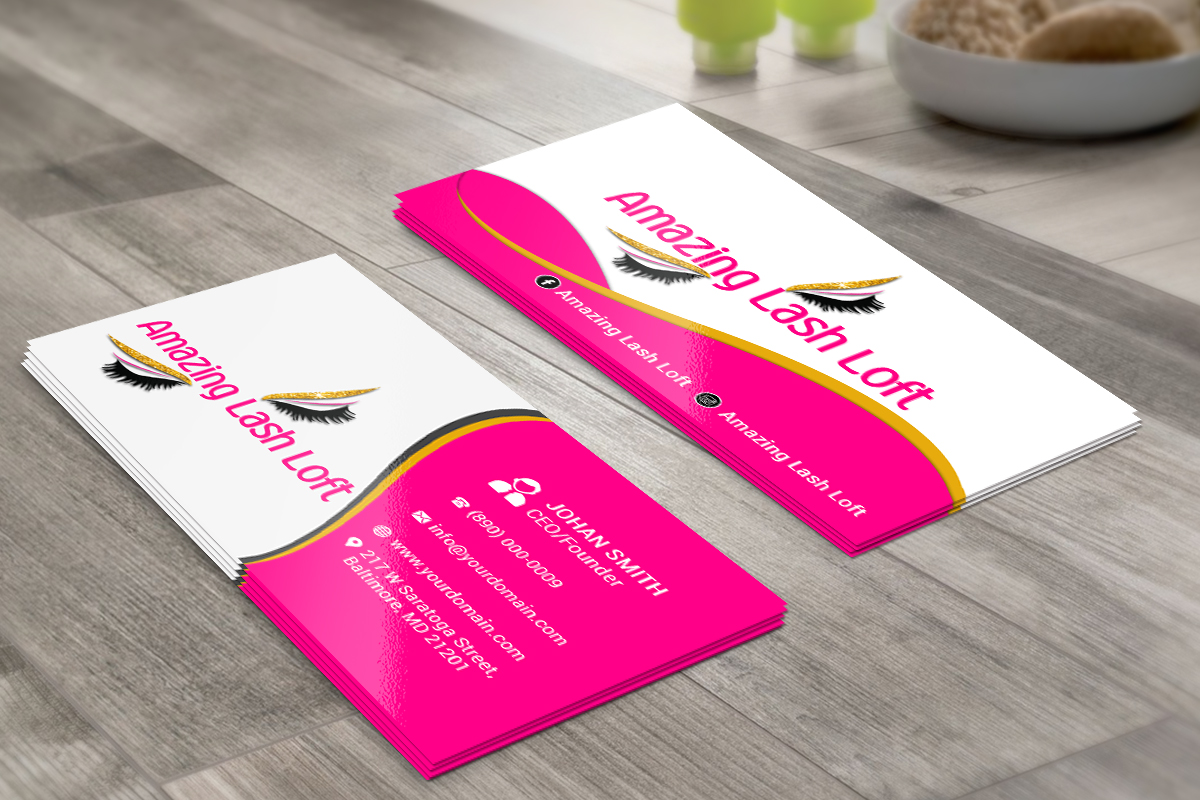 Amazing Lash Loft
JOHAN SMITH
CEO/Founder
(890) 000-0009
info@yourdomain.com
www.yourdomain.com
217 W Saratoga Street,
Baltimore, MD 21201
Amazing Lash Loft
f
Amazing Lash Loft
Amazing Lash Loft